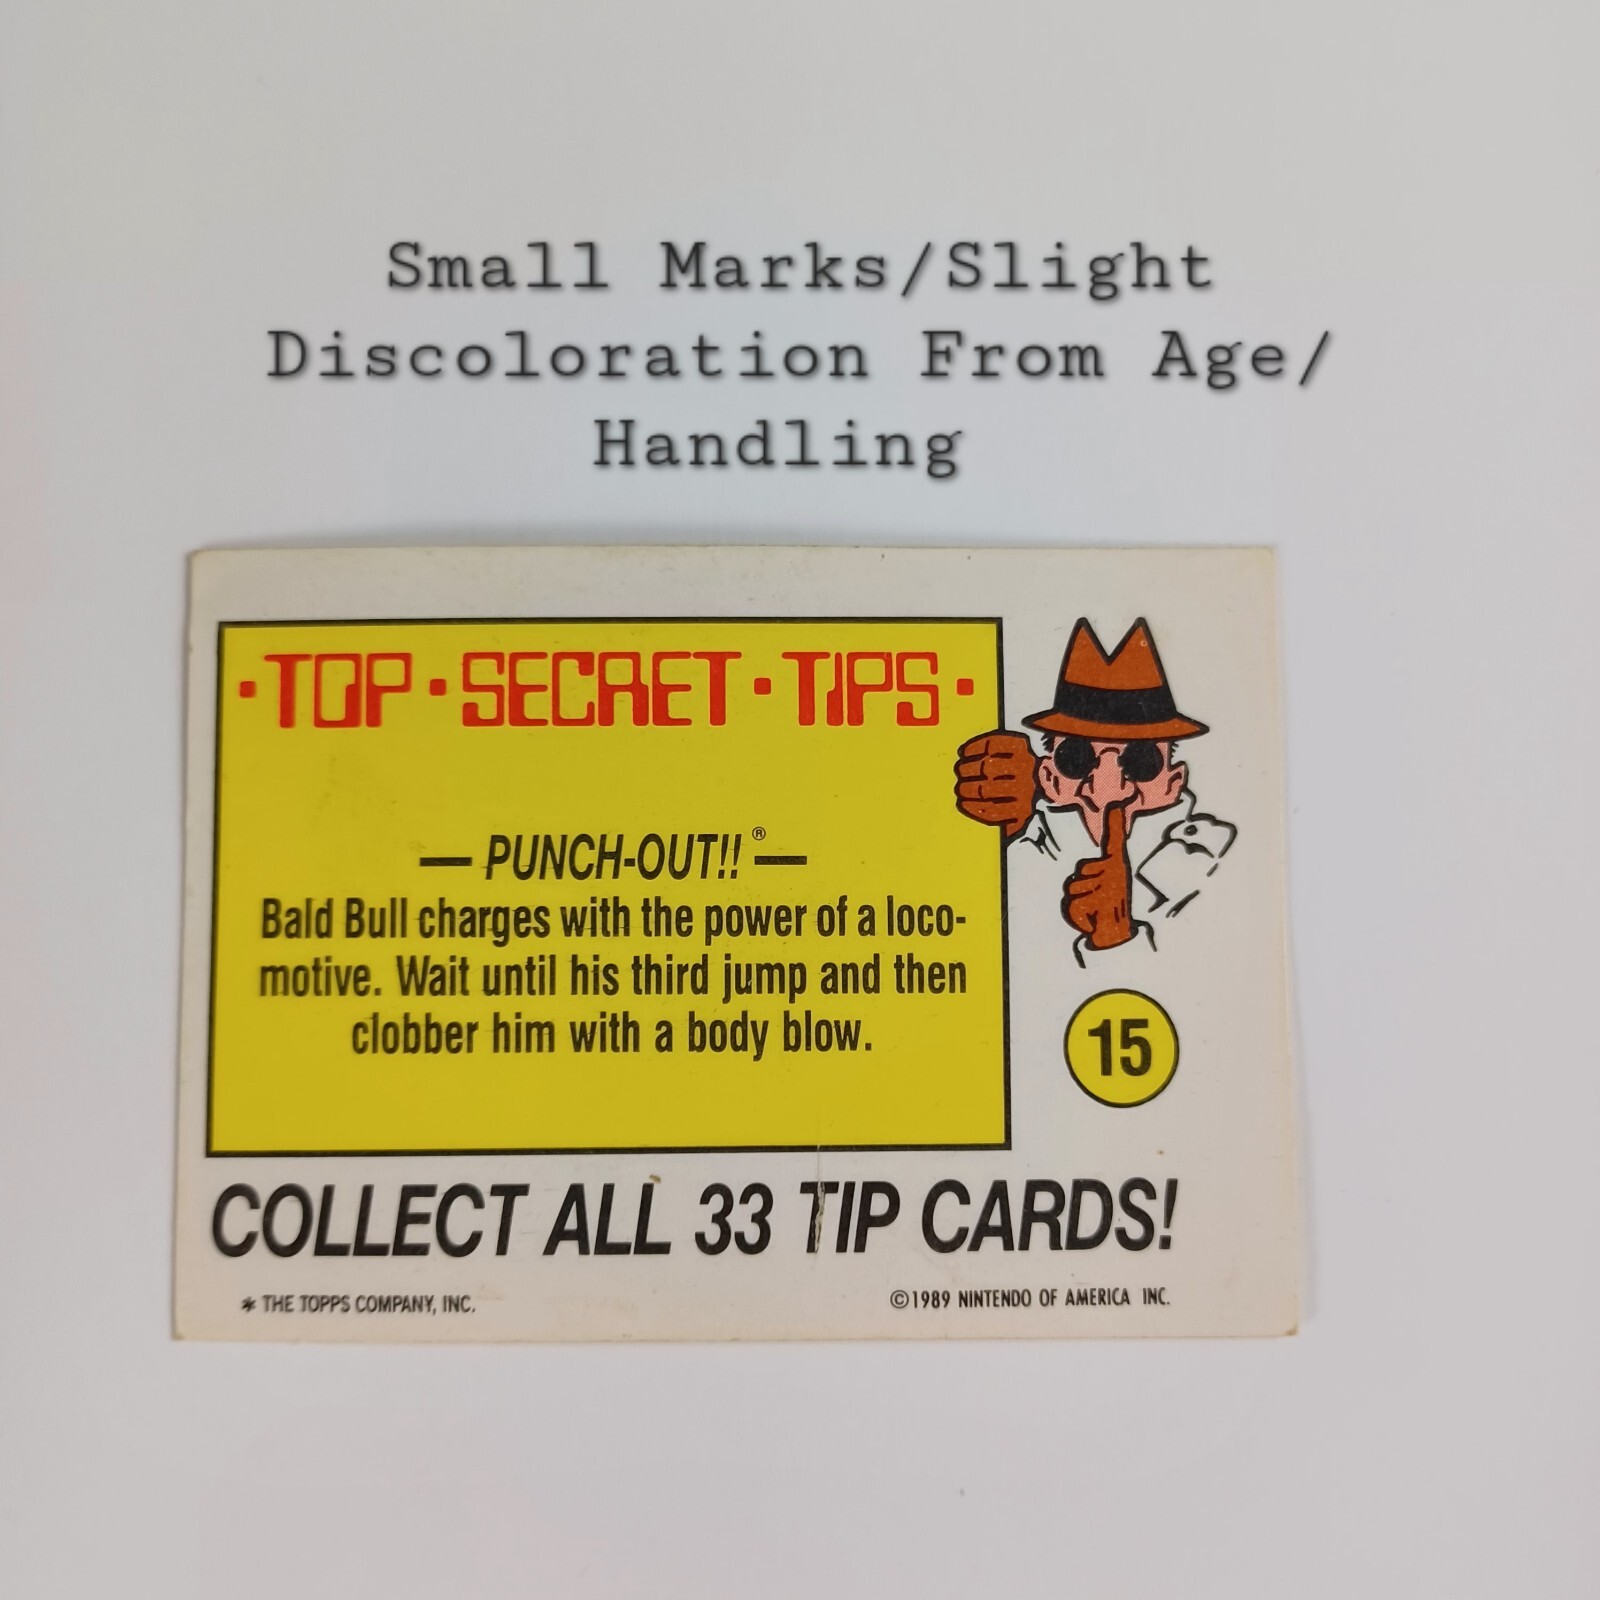 Small Marks/Slight
Discoloration From Age/
Handling
·TOP·SECRET·TIPS·
— PUNCH-OUT!!® —
Bald Bull charges with the power of a loco-
motive. Wait until his third jump and then
clobber him with a body blow.
15
COLLECT ALL 33 TIP CARDS!
* THE TOPPS COMPANY, INC.
©1989 NINTENDO OF AMERICA INC.